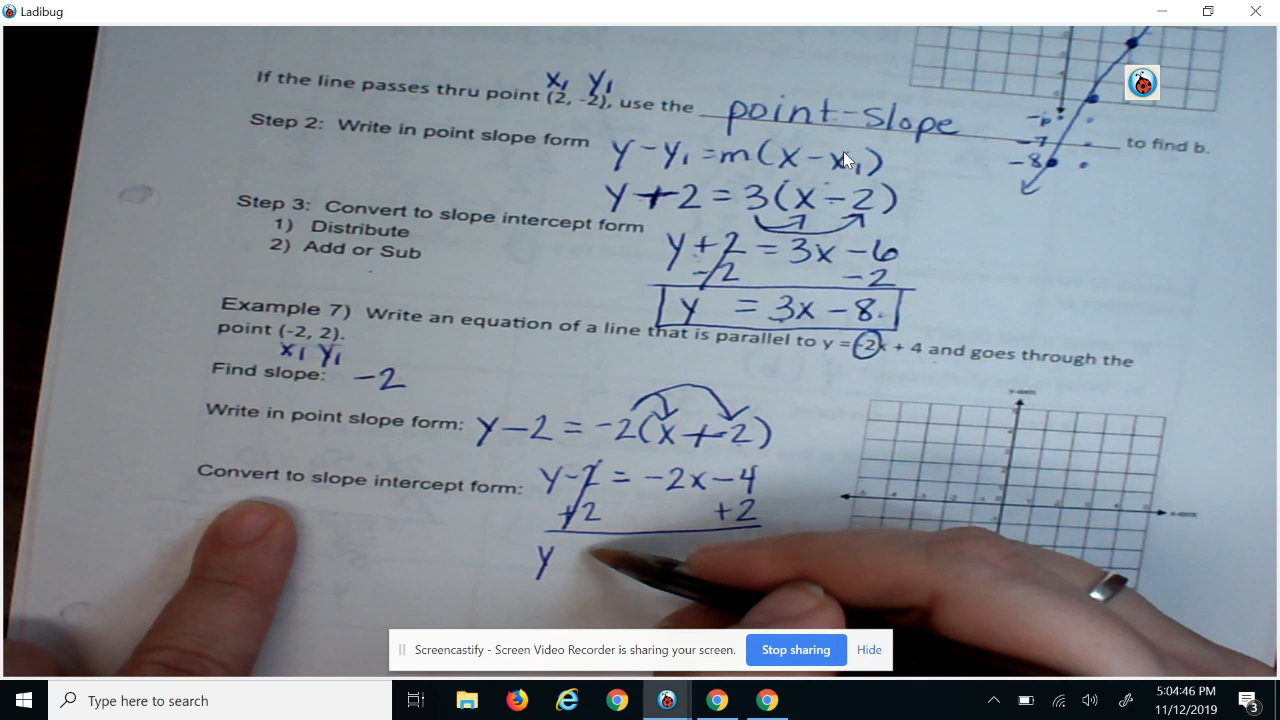 Ladibug
If the line passes thru point (2, -2), use the point-slope to find b.
x₁ y₁
Step 2: Write in point slope form y - y₁ = m(x - x₁)
y + 2 = 3(x - 2)
-6
-7
-8
Step 3: Convert to slope intercept form
1) Distribute
y + 2 = 3x - 6
2) Add or Sub
-2 -2
y = 3x - 8
Example 7) Write an equation of a line that is parallel to y = -2x + 4 and goes through the
point (-2, 2).
x₁ y₁
Find slope: -2
Write in point slope form: y - 2 = -2(x + 2)
Convert to slope intercept form: y - 2 = -2x - 4
+2 +2
y
Screencastify - Screen Video Recorder is sharing your screen.
Stop sharing
Hide
Type here to search
5:04:46 PM
11/12/2019
3